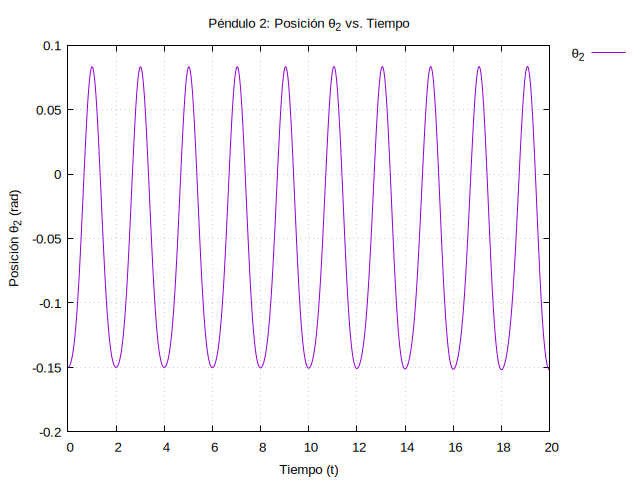 Péndulo 2: Posición θ₂ vs. Tiempo
θ₂
0.1
0.05
0
-0.05
-0.1
-0.15
-0.2
Posición θ₂ (rad)
0 2 4 6 8 10 12 14 16 18 20
Tiempo (t)